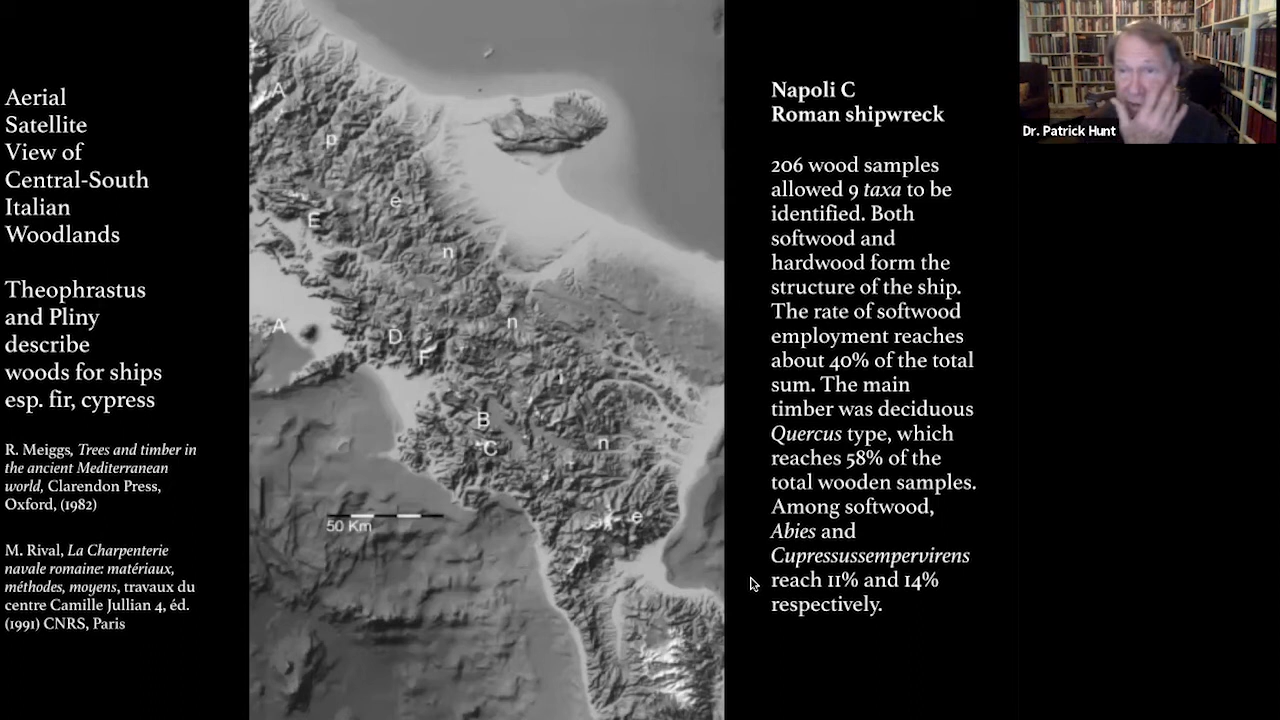 Aerial
Satellite
View of
Central-South
Italian
Woodlands
Theophrastus
and Pliny
describe
woods for ships
esp. fir, cypress
R. Meiggs, Trees and timber in
the ancient Mediterranean
world, Clarendon Press,
Oxford, (1982)
M. Rival, La Charpenterie
navale romaine: matériaux,
méthodes, moyens, travaux du
centre Camille Jullian 4, éd.
(1991) CNRS, Paris
A
p
E
e
n
A
D
F
n
i
B
C
n
e
50 Km
Napoli C
Roman shipwreck
206 wood samples
allowed 9 taxa to be
identified. Both
softwood and
hardwood form the
structure of the ship.
The rate of softwood
employment reaches
about 40% of the total
sum. The main
timber was deciduous
Quercus type, which
reaches 58% of the
total wooden samples.
Among softwood,
Abies and
Cupressussempervirens
reach 11% and 14%
respectively.
Dr. Patrick Hunt